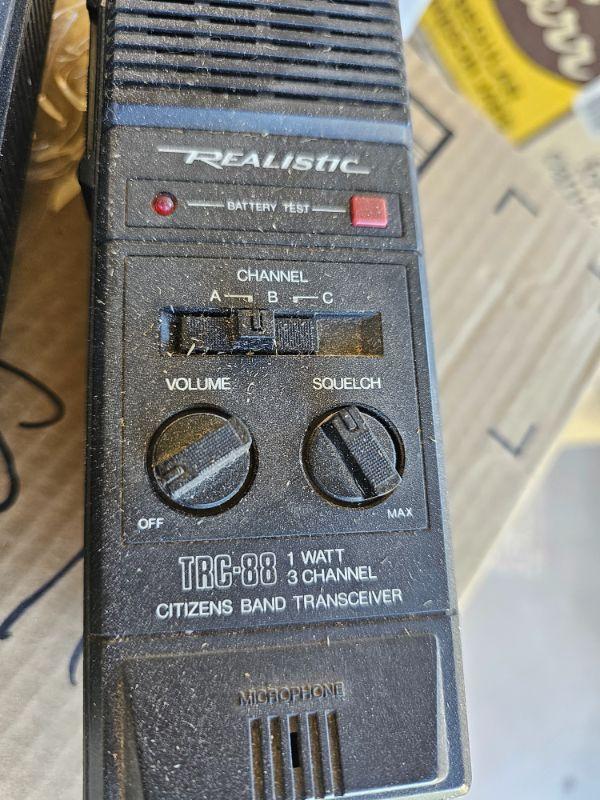 REALISTIC
BATTERY TEST
CHANNEL
A B C
VOLUME SQUELCH
OFF MAX
TRC-88 1 WATT
3 CHANNEL
CITIZENS BAND TRANSCEIVER
MICROPHONE